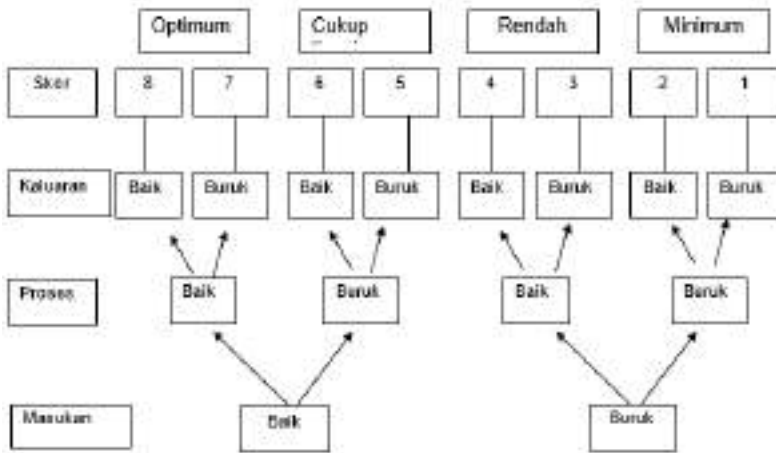 Optimum Cukup Rendah Minimum
Skor 8 7 6 5 4 3 2 1
Kaluaran Baik Buruk Baik Buruk Baik Buruk Baik Buruk
Proses Baik Buruk Baik Buruk
Masukan Baik Buruk